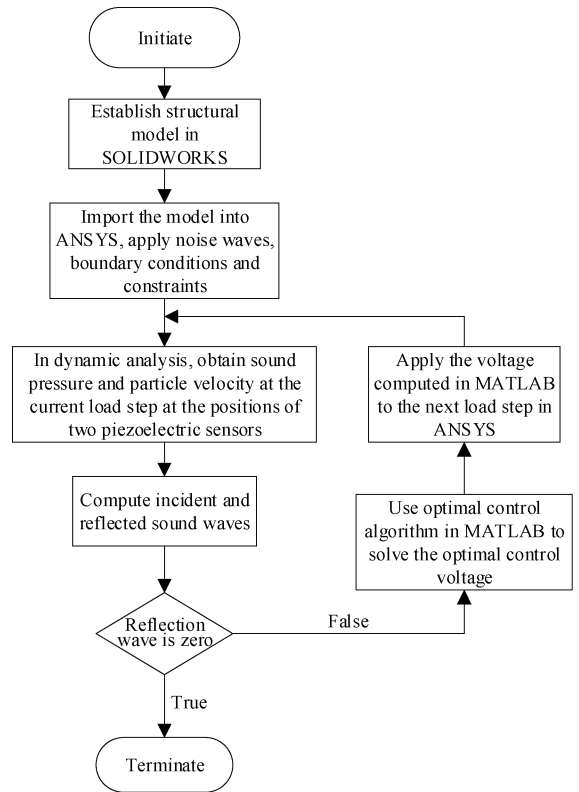 Initiate
Establish structural
model in
SOLIDWORKS
Import the model into
ANSYS, apply noise waves,
boundary conditions and
constraints
In dynamic analysis, obtain sound
pressure and particle velocity at the
current load step at the positions of
two piezoelectric sensors
Apply the voltage
computed in MATLAB
to the next load step in
ANSYS
Compute incident and
reflected sound waves
Use optimal control
algorithm in MATLAB to
solve the optimal control
voltage
Reflection
wave is zero
False
True
Terminate